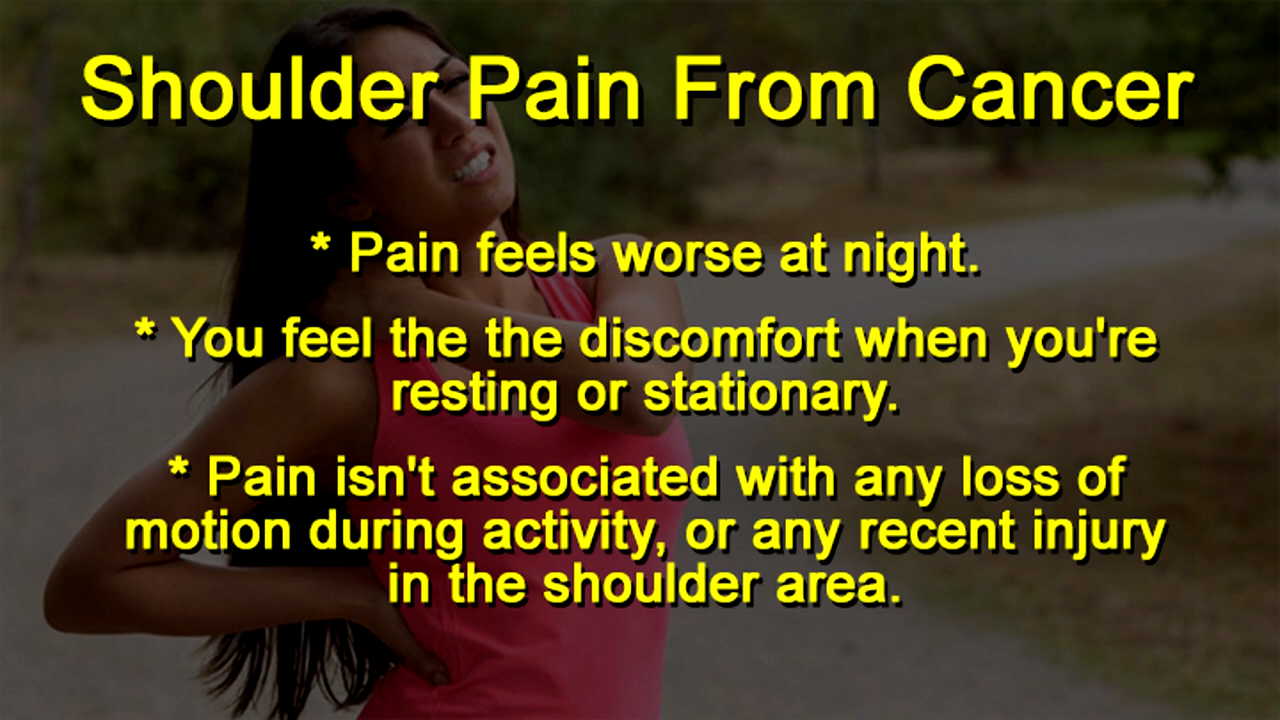 Shoulder Pain From Cancer
* Pain feels worse at night.
* You feel the the discomfort when you're
resting or stationary.
* Pain isn't associated with any loss of
motion during activity, or any recent injury
in the shoulder area.